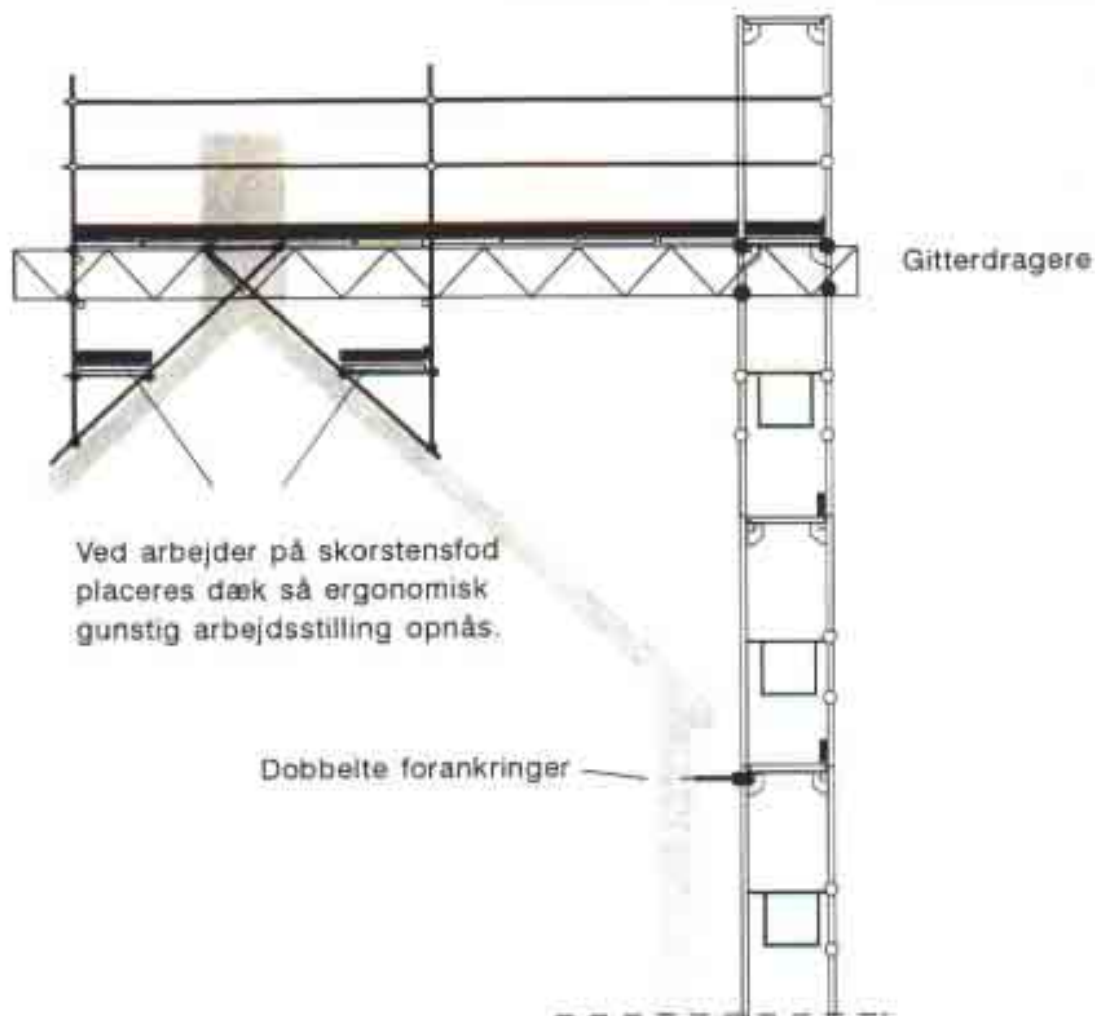 Gitterdragere
Ved arbejder på skorstensfod
placeres dæk så ergonomisk
gunstig arbejdsstilling opnås.
Dobbelte forankringer